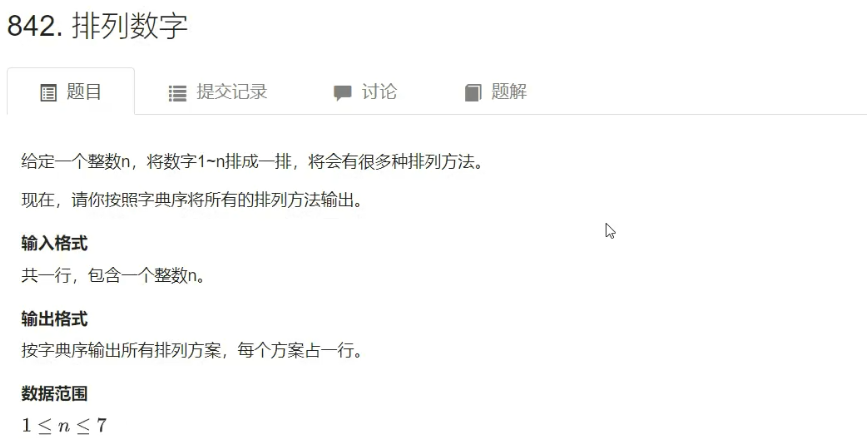 842. 排列数字
题目 提交记录 讨论 题解
给定一个整数n，将数字1~n排成一排，将会有很多种排列方法。
现在，请你按照字典序将所有的排列方法输出。
输入格式
共一行，包含一个整数n。
输出格式
按字典序输出所有排列方案，每个方案占一行。
数据范围
1 ≤ n ≤ 7